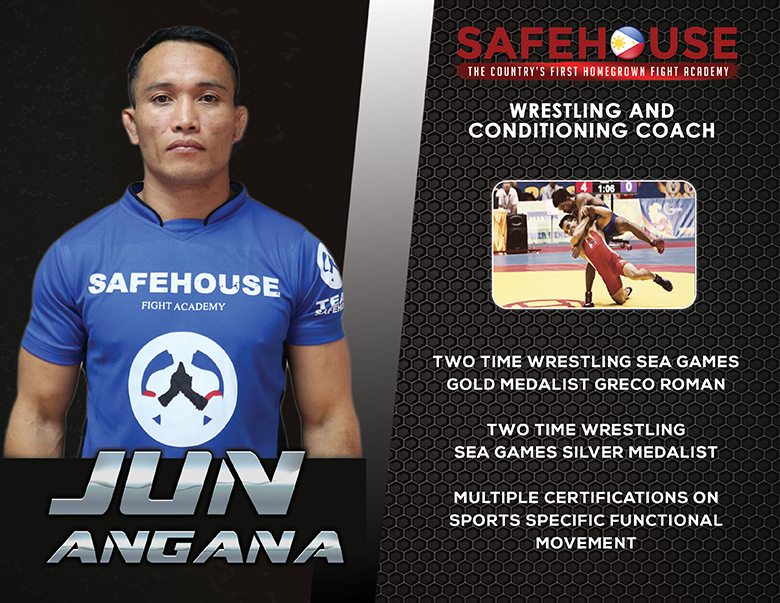 SAFEHOUSE
FIGHT ACADEMY
TEAM
SAFEHO
JUN
ANGANA
SAFEHOUSE
THE COUNTRY'S FIRST HOMEGROWN FIGHT ACADEMY
WRESTLING AND
CONDITIONING COACH
4 1:06 0
TWO TIME WRESTLING SEA GAMES
GOLD MEDALIST GRECO ROMAN
TWO TIME WRESTLING
SEA GAMES SILVER MEDALIST
MULTIPLE CERTIFICATIONS ON
SPORTS SPECIFIC FUNCTIONAL
MOVEMENT